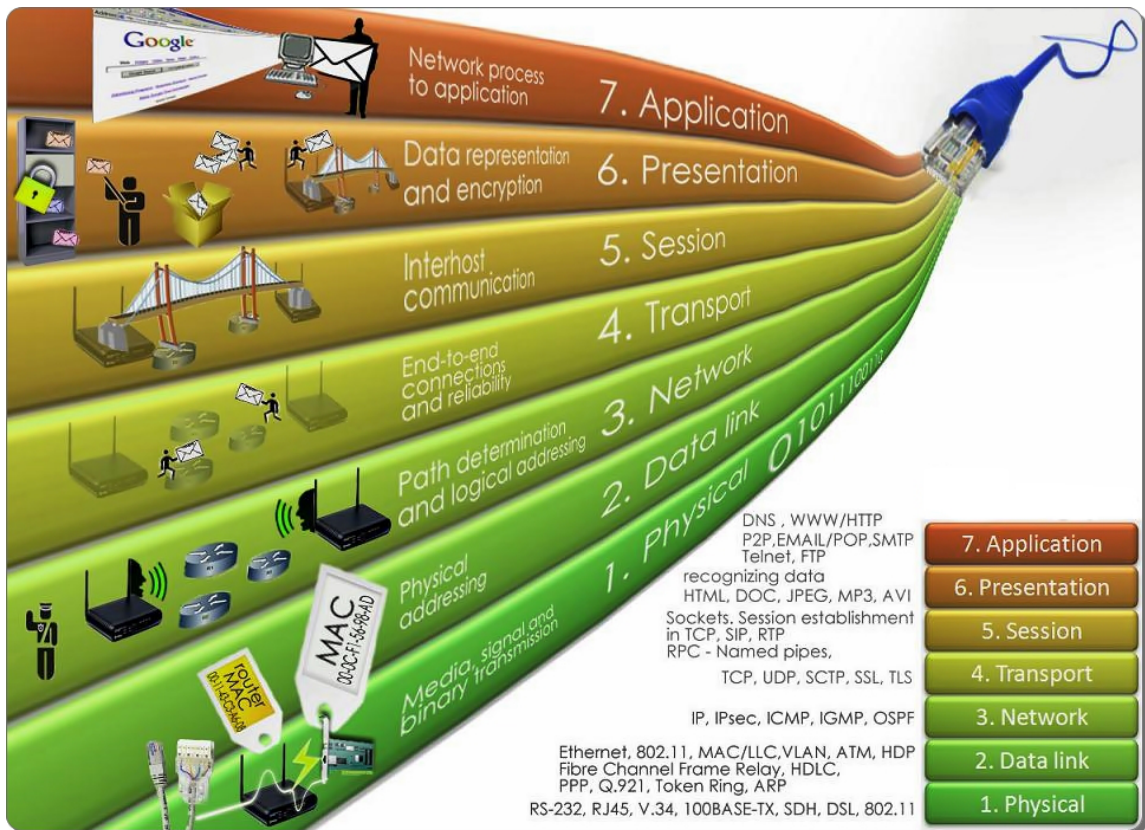 Google
Network process
to application
7. Application
Data representation
and encryption
6. Presentation
Interhost
communication
5. Session
End-to-end
connections
and reliability
4. Transport
Path determination
and logical addressing
3. Network
Physical
addressing
2. Data link
Media, signal and
binary transmission
1. Physical
MAC
router
MAC
DNS , WWW/HTTP
P2P,EMAIL/POP,SMTP
Telnet, FTP
7. Application
recognizing data
HTML, DOC, JPEG, MP3, AVI
6. Presentation
Sockets. Session establishment
in TCP, SIP, RTP
RPC - Named pipes,
5. Session
TCP, UDP, SCTP, SSL, TLS
4. Transport
IP, IPsec, ICMP, IGMP, OSPF
3. Network
Ethernet, 802.11, MAC/LLC,VLAN, ATM, HDP
Fibre Channel Frame Relay, HDLC,
PPP, Q.921, Token Ring, ARP
2. Data link
RS-232, RJ45, V.34, 100BASE-TX, SDH, DSL, 802.11
1. Physical